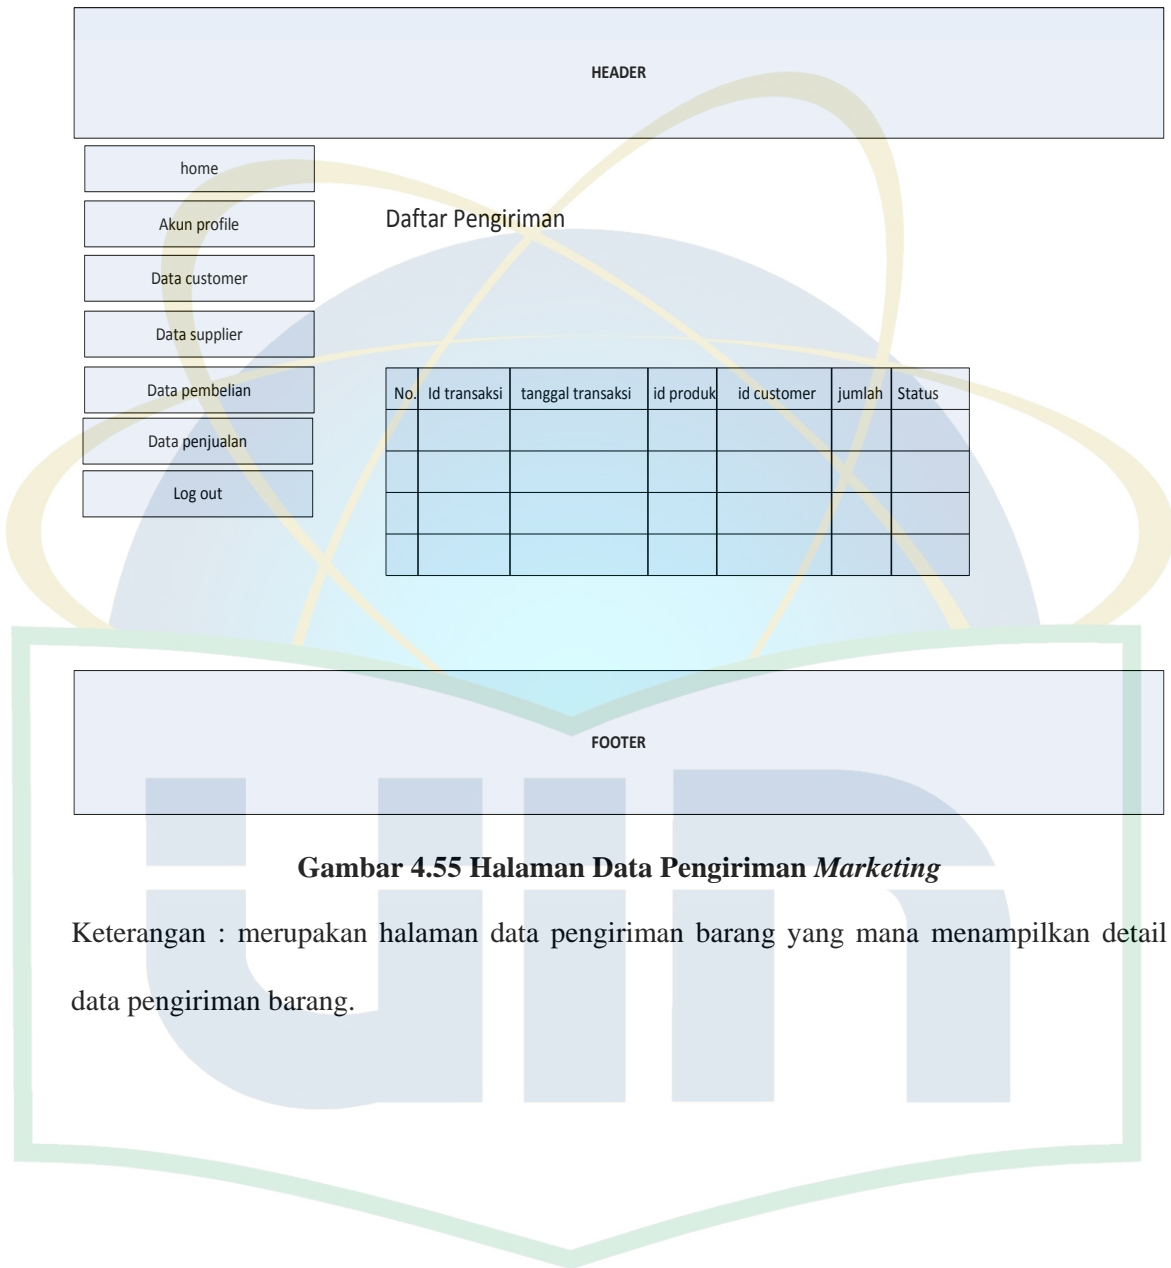 HEADER
home
Akun profile
Data customer
Data supplier
Data pembelian
Data penjualan
Log out
Daftar Pengiriman
No. Id transaksi tanggal transaksi id produk id customer jumlah Status
FOOTER
Gambar 4.55 Halaman Data Pengiriman Marketing
Keterangan : merupakan halaman data pengiriman barang yang mana menampilkan detail
data pengiriman barang.
uin